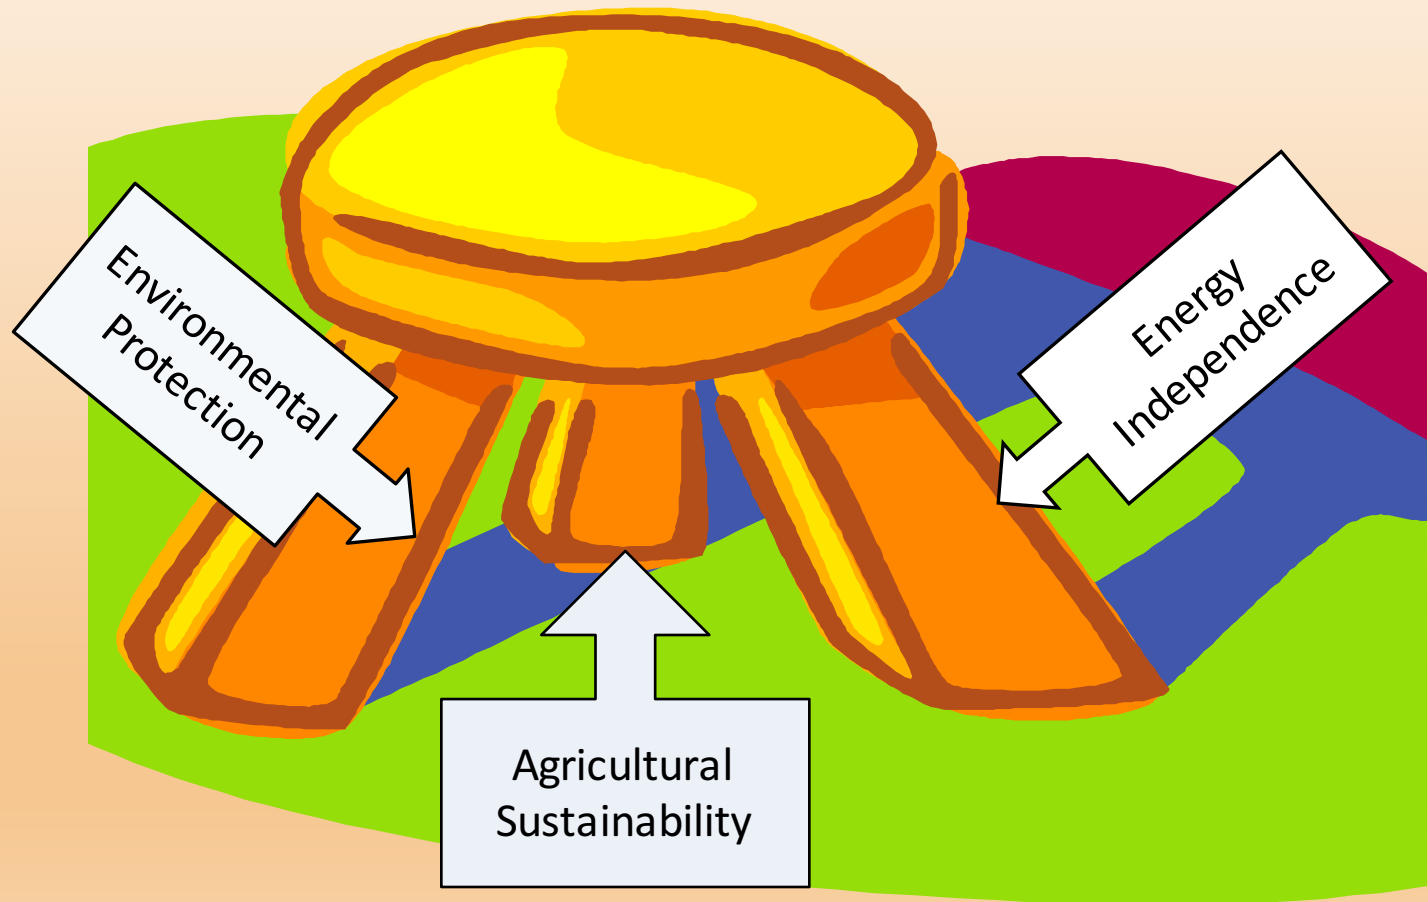 Environmental
Protection
Energy
Independence
Agricultural
Sustainability